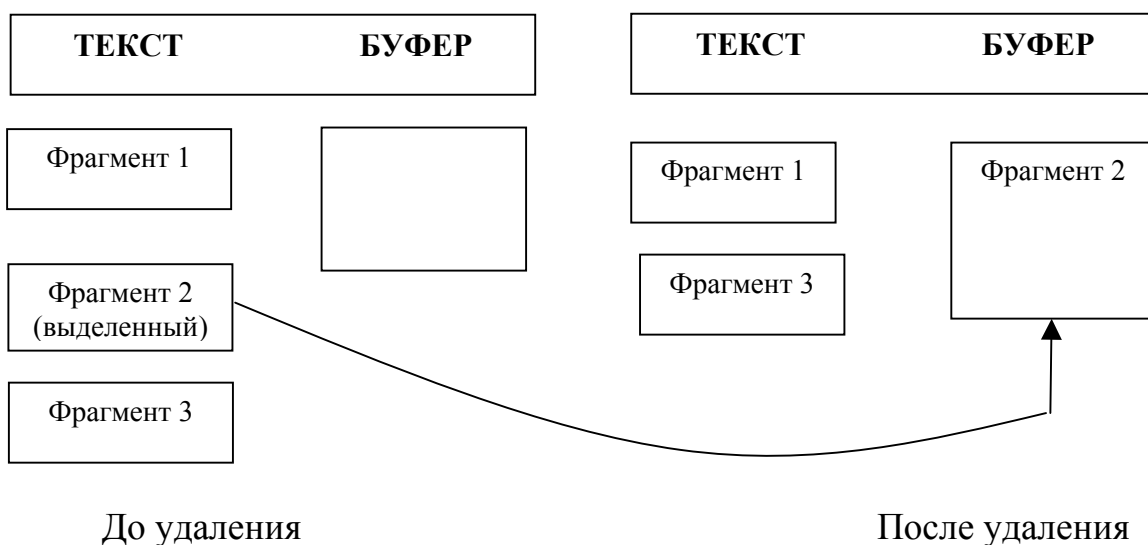 ТЕКСТ БУФЕР
Фрагмент 1
Фрагмент 2
(выделенный)
Фрагмент 3
До удаления
ТЕКСТ БУФЕР
Фрагмент 1
Фрагмент 2
Фрагмент 3
После удаления